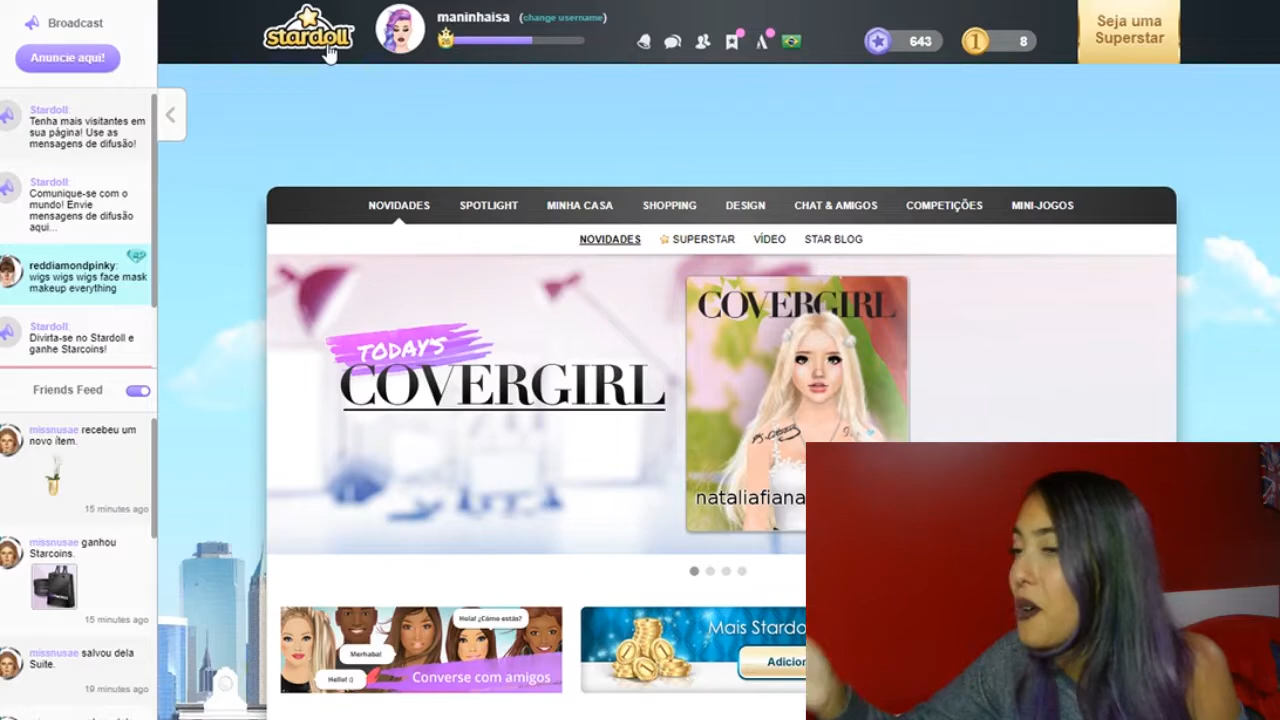 Broadcast
Anuncie aqui!
Stardoll:
Tenha mais visitantes em
sua página! Use as
mensagens de difusão!
Stardoll:
Comunique-se com o
mundo! Envie
mensagens de difusão
aqui...
reddiamondpinky:
wigs wigs wigs face mask
makeup everything
Stardoll:
Divirta-se no Stardoll e
ganhe Starcoins!
Friends Feed
missnusae recebeu um
novo ítem.
15 minutes ago
missnusae ganhou
Starcoins.
15 minutes ago
missnusae salvou dela
Suite.
19 minutes ago
stardoll
maninhaisa (change username)
26
643
1
8
Seja uma
Superstar
NOVIDADES SPOTLIGHT MINHA CASA SHOPPING DESIGN CHAT & AMIGOS COMPETIÇÕES MINI-JOGOS
NOVIDADES SUPERSTAR VÍDEO STAR BLOG
TODAY'S
COVERGIRL
COVERGIRL
nataliafiana
Hola! ¿Cómo estás?
Merhaba!
Hello! :)
Converse com amigos
Mais Stardo
Adicion